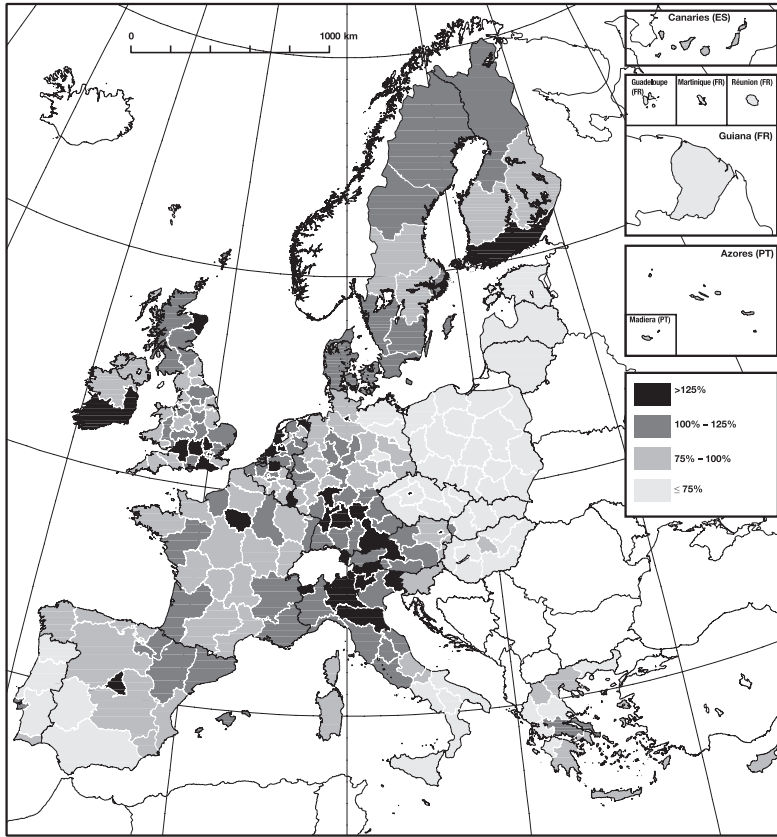 0 1000 km
Canaries (ES)
Guadeloupe
(FR)
Martinique (FR)
Réunion (FR)
Guiana (FR)
Azores (PT)
Madiera (PT)
>125%
100% – 125%
75% – 100%
≤ 75%